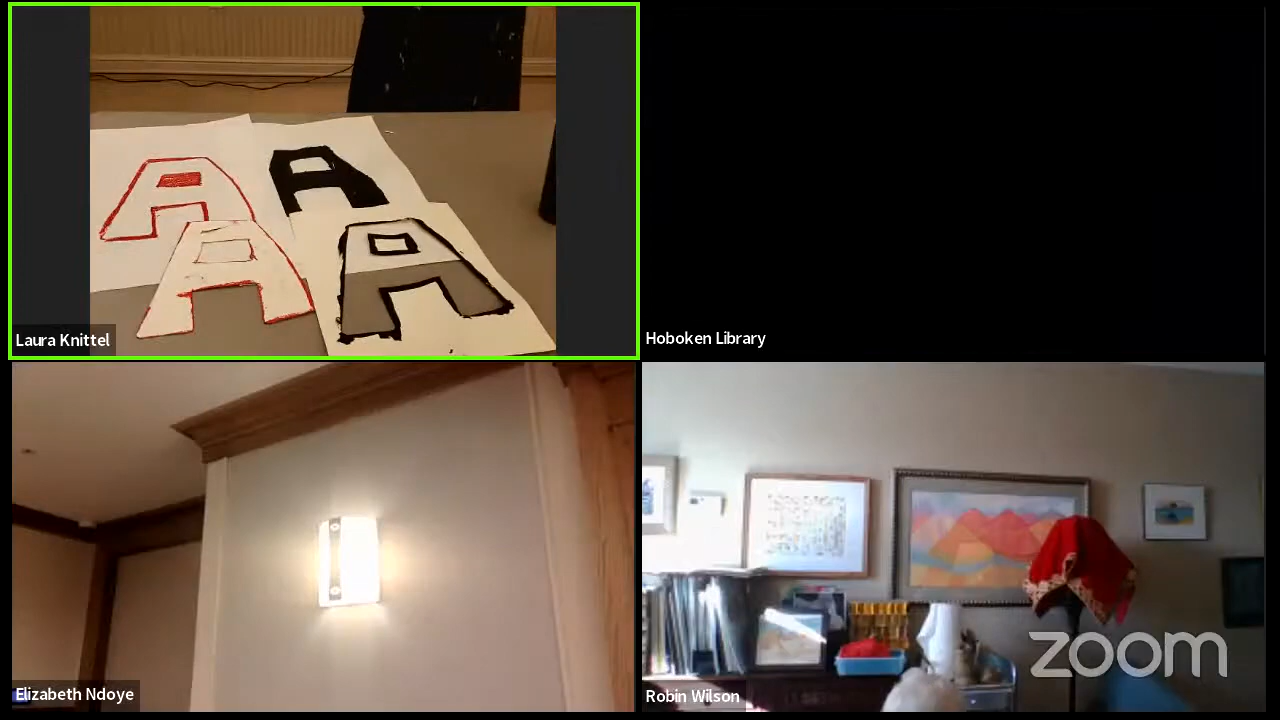 A A
A A
Laura Knittel
Hoboken Library
Elizabeth Ndoye
Robin Wilson
zoom